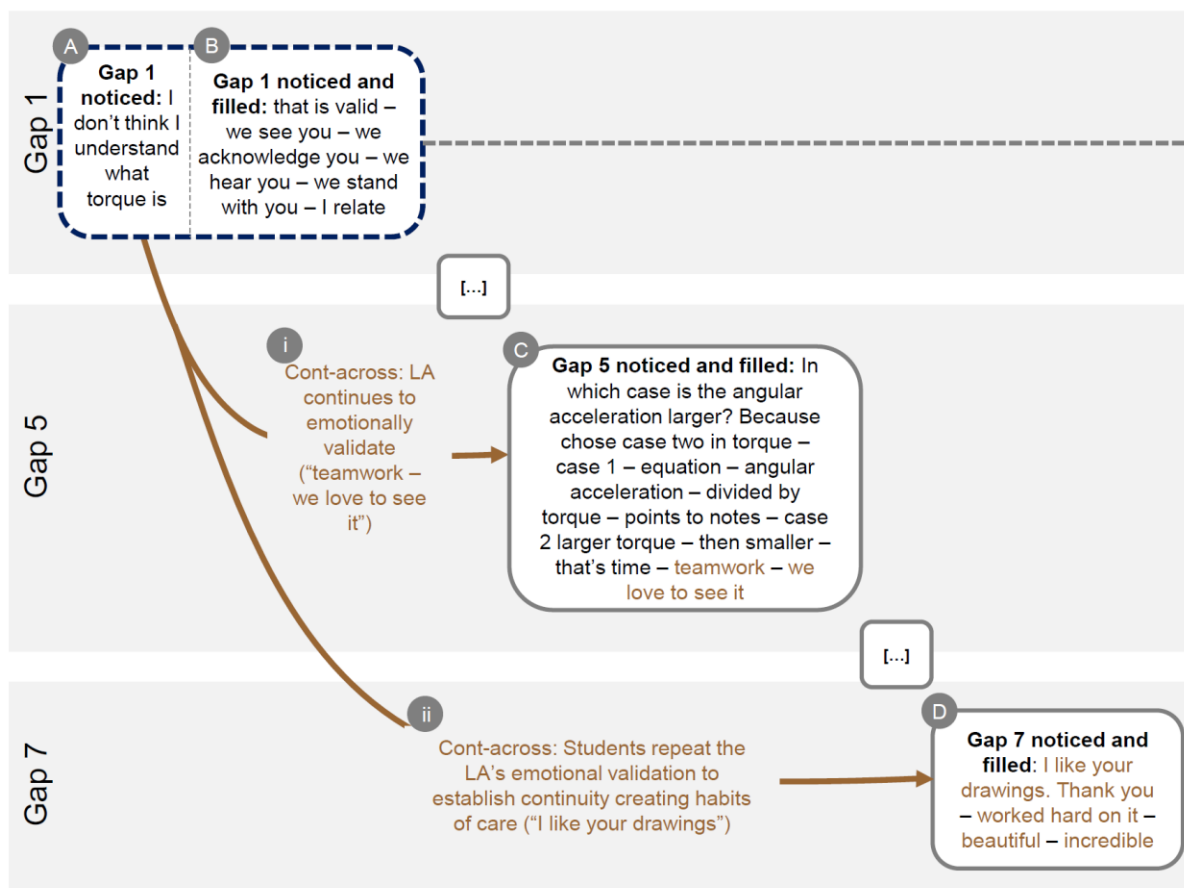 Gap 1
A
Gap 1
noticed: I
don't think I
understand
what
torque is
B
Gap 1 noticed and
filled: that is valid –
we see you – we
acknowledge you – we
hear you – we stand
with you – I relate
[...]
Gap 5
i
Cont-across: LA
continues to
emotionally
validate
("teamwork –
we love to see
it")
C
Gap 5 noticed and filled: In
which case is the angular
acceleration larger? Because
chose case two in torque –
case 1 – equation – angular
acceleration – divided by
torque – points to notes – case
2 larger torque – then smaller –
that's time – teamwork – we
love to see it
[...]
Gap 7
ii
Cont-across: Students repeat the
LA's emotional validation to
establish continuity creating habits
of care ("I like your drawings")
D
Gap 7 noticed and
filled: I like your
drawings. Thank you
– worked hard on it –
beautiful – incredible